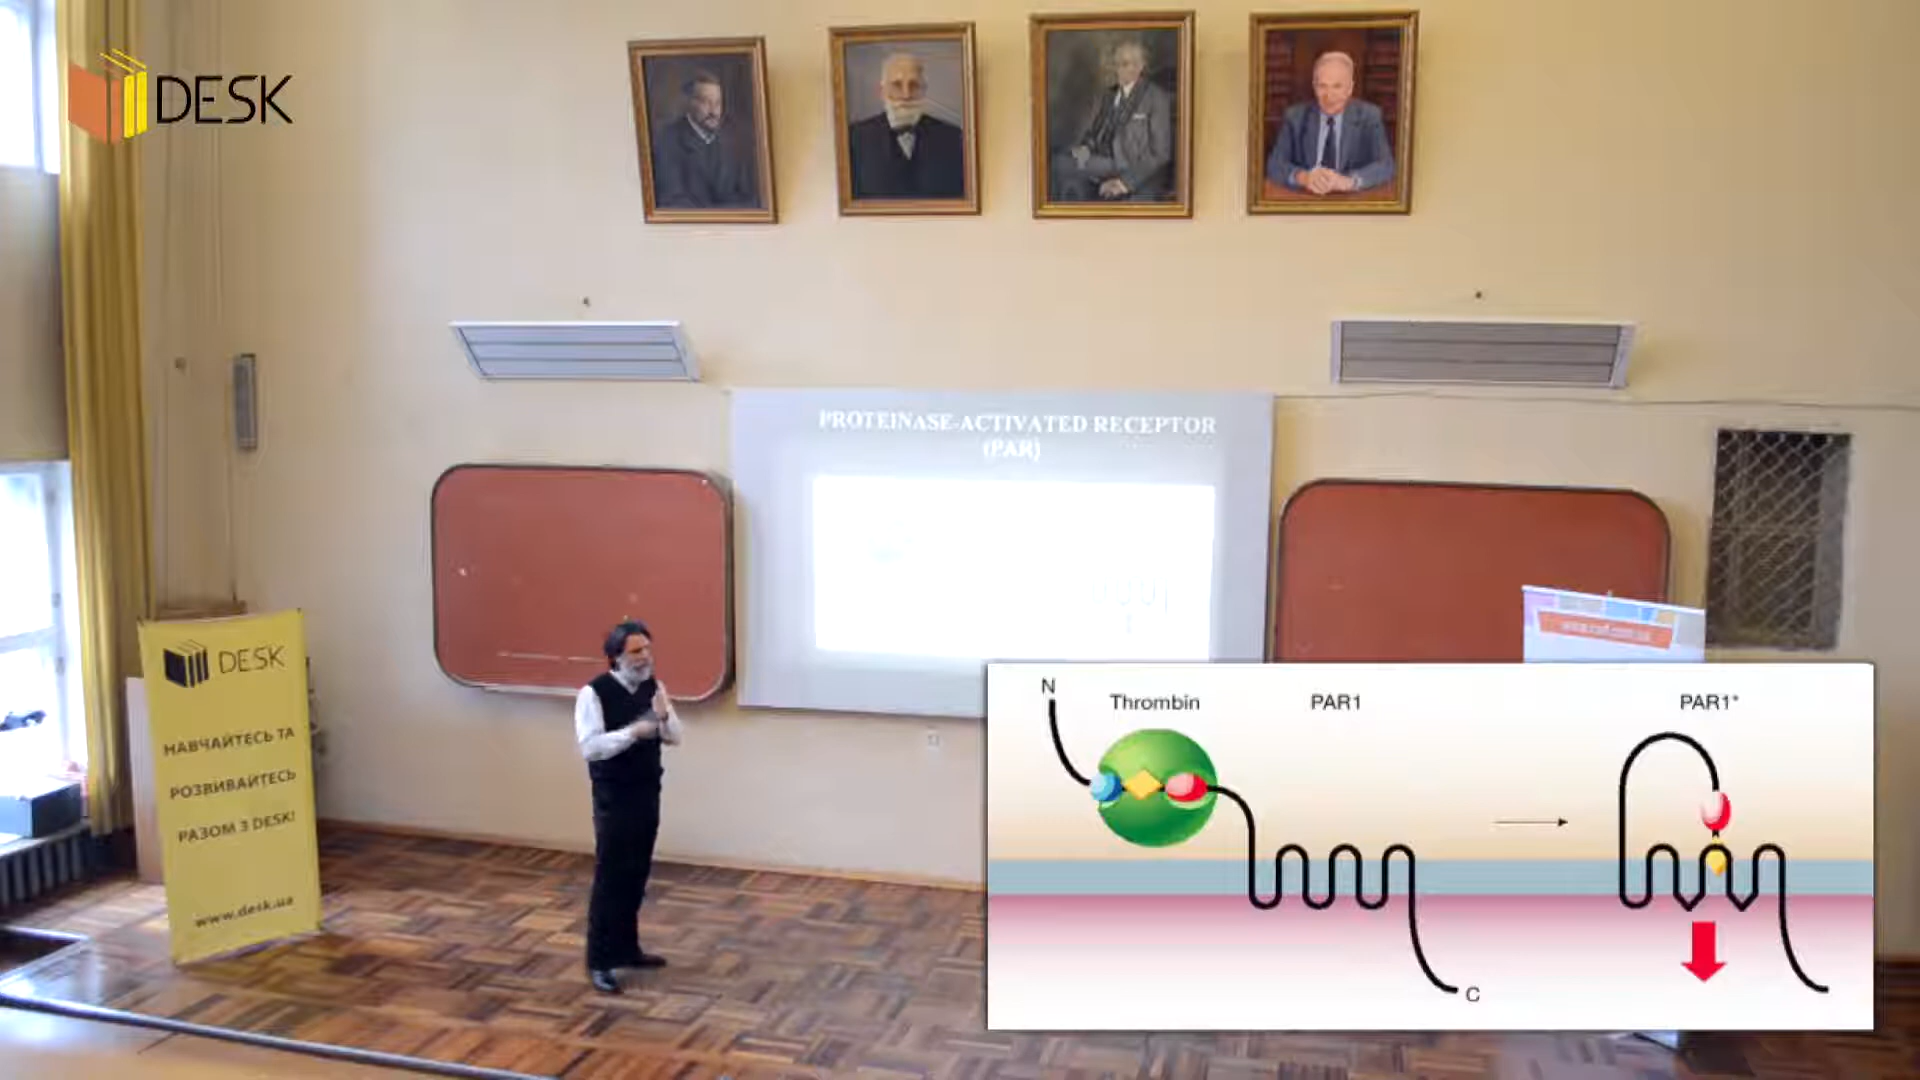 DESK
PROTEINASE-ACTIVATED RECEPTOR
(PAR)
DESK
НАВЧАЙТЕСЬ ТА
РОЗВИВАЙТЕСЬ
РАЗОМ З DESK!
www.desk.ua
N
Thrombin
PAR1
PAR1*
C